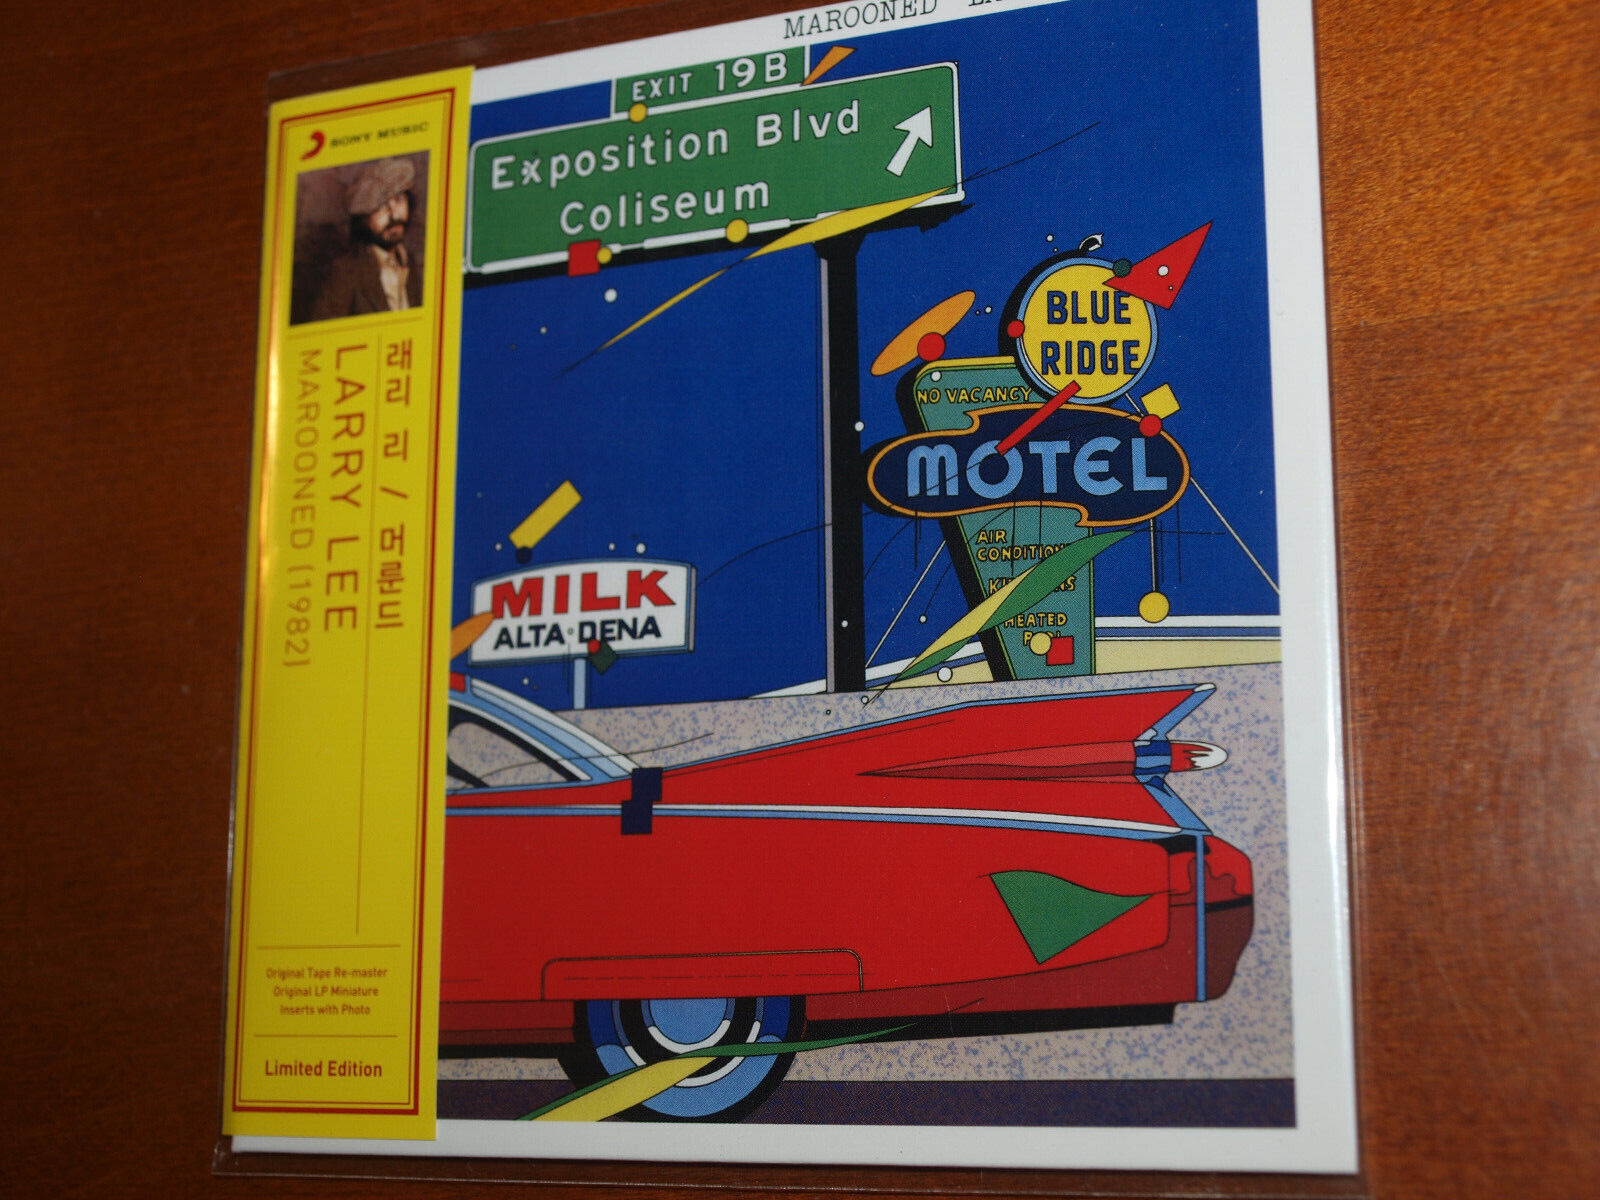 MAROONED
SONY MUSIC
래리 리 / 머룬드
LARRY LEE
MAROONED (1982)
Original Tape Re-master
Original LP Miniature
Inserts with Photo
Limited Edition
EXIT 19B
Exposition Blvd
Coliseum
BLUE
RIDGE
NO VACANCY
MOTEL
AIR
CONDITION
HEATED
MILK
ALTA·DENA